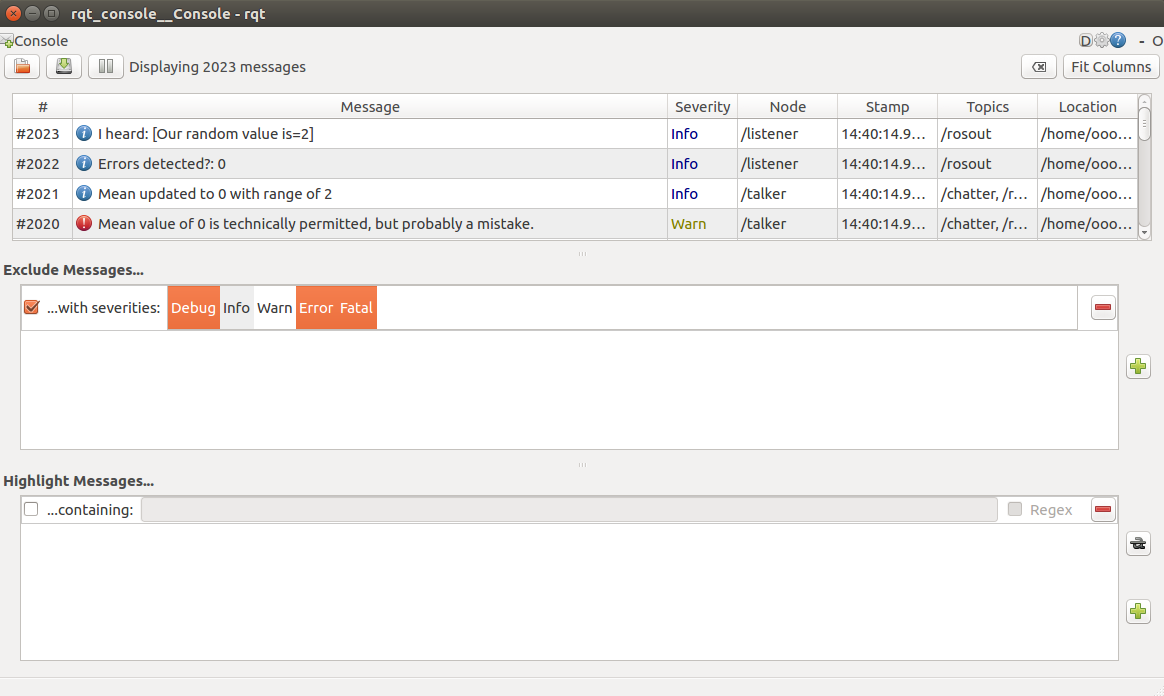 rqt_console__Console - rqt
Console D ? - O
Displaying 2023 messages Fit Columns
# Message Severity Node Stamp Topics Location
#2023 I heard: [Our random value is=2] Info /listener 14:40:14.9... /rosout /home/ooo...
#2022 Errors detected?: 0 Info /listener 14:40:14.9... /rosout /home/ooo...
#2021 Mean updated to 0 with range of 2 Info /talker 14:40:14.9... /chatter, /r... /home/ooo...
#2020 Mean value of 0 is technically permitted, but probably a mistake. Warn /talker 14:40:14.9... /chatter, /r... /home/ooo...
Exclude Messages...
...with severities: Debug Info Warn Error Fatal
Highlight Messages...
...containing: Regex